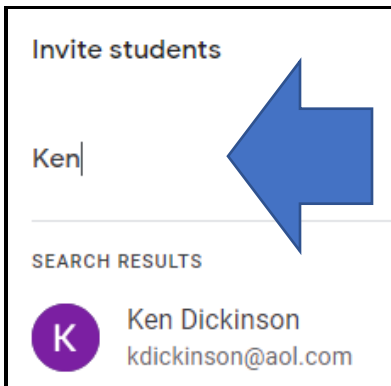 Invite students
Ken
SEARCH RESULTS
K
Ken Dickinson
kdickinson@aol.com